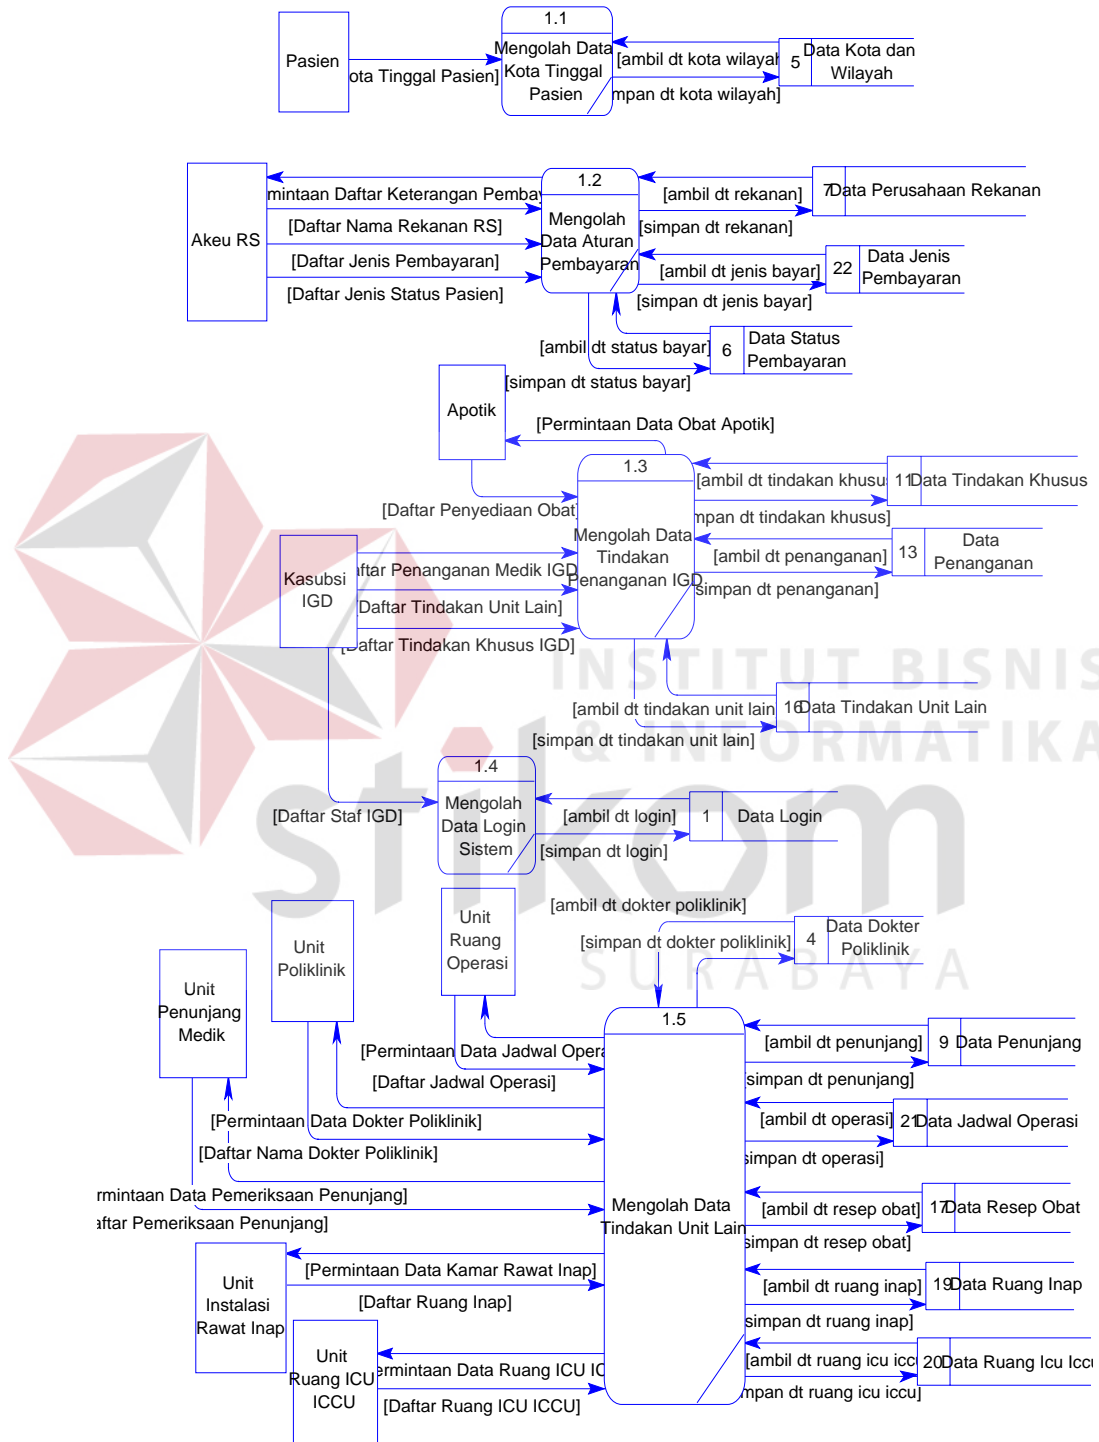 1.1
Pasien
Mengolah Data
Kota Tinggal
Pasien
ota Tinggal Pasien]
[ambil dt kota wilayah
mpan dt kota wilayah]
5
Data Kota dan
Wilayah
Akeu RS
mintaan Daftar Keterangan Pembay
[Daftar Nama Rekanan RS]
[Daftar Jenis Pembayaran]
[Daftar Jenis Status Pasien]
1.2
Mengolah
Data Aturan
Pembayaran
[ambil dt rekanan]
[simpan dt rekanan]
7 Data Perusahaan Rekanan
[ambil dt jenis bayar]
[simpan dt jenis bayar]
22
Data Jenis
Pembayaran
[ambil dt status bayar]
[simpan dt status bayar]
6
Data Status
Pembayaran
Apotik
[Permintaan Data Obat Apotik]
[Daftar Penyediaan Obat]
1.3
Mengolah Data
Tindakan
Penanganan IGD
[ambil dt tindakan khusus
mpan dt tindakan khusus]
11 Data Tindakan Khusus
[ambil dt penanganan]
simpan dt penanganan]
13
Data
Penanganan
Kasubsi
IGD
aftar Penanganan Medik IGD
[Daftar Tindakan Unit Lain]
[Daftar Tindakan Khusus IGD]
INSTITUT BISNIS
[ambil dt tindakan unit lain
[simpan dt tindakan unit lain]
16 Data Tindakan Unit Lain
& INFORMATIKA
stikom
SURABAYA
[Daftar Staf IGD]
1.4
Mengolah
Data Login
Sistem
[ambil dt login]
[simpan dt login]
1
Data Login
Unit
Ruang
Operasi
[ambil dt dokter poliklinik]
[simpan dt dokter poliklinik]
4
Data Dokter
Poliklinik
Unit
Poliklinik
Unit
Penunjang
Medik
1.5
Mengolah Data
Tindakan Unit Lain
[Permintaan Data Jadwal Opera
[Daftar Jadwal Operasi]
[Permintaan Data Dokter Poliklinik]
[Daftar Nama Dokter Poliklinik]
rmintaan Data Pemeriksaan Penunjang]
aftar Pemeriksaan Penunjang]
[ambil dt penunjang]
simpan dt penunjang]
9 Data Penunjang
[ambil dt operasi]
simpan dt operasi]
21 Data Jadwal Operasi
[ambil dt resep obat]
simpan dt resep obat]
17 Data Resep Obat
Unit
Instalasi
Rawat Inap
[Permintaan Data Kamar Rawat Inap]
[Daftar Ruang Inap]
[ambil dt ruang inap]
simpan dt ruang inap]
19 Data Ruang Inap
Unit
Ruang ICU
ICCU
ermintaan Data Ruang ICU IC
[Daftar Ruang ICU ICCU]
[ambil dt ruang icu iccu
mpan dt ruang icu iccu]
20 Data Ruang Icu Iccu